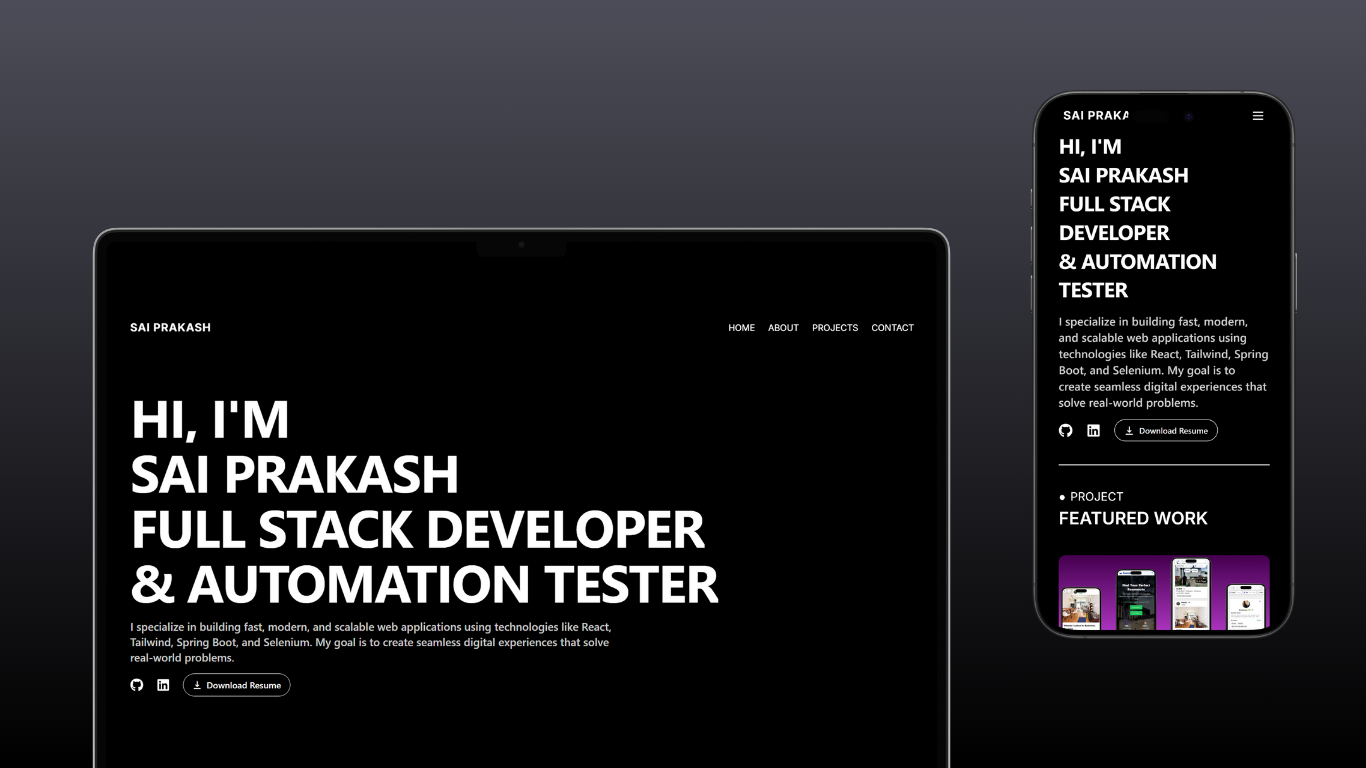 SAI PRAKASH
HOME ABOUT PROJECTS CONTACT
HI, I'M
SAI PRAKASH
FULL STACK DEVELOPER
& AUTOMATION TESTER
I specialize in building fast, modern, and scalable web applications using technologies like React,
Tailwind, Spring Boot, and Selenium. My goal is to create seamless digital experiences that solve
real-world problems.
Download Resume
SAI PRAKA
HI, I'M
SAI PRAKASH
FULL STACK
DEVELOPER
& AUTOMATION
TESTER
I specialize in building fast, modern,
and scalable web applications using
technologies like React, Tailwind, Spring
Boot, and Selenium. My goal is to
create seamless digital experiences that
solve real-world problems.
Download Resume
● PROJECT
FEATURED WORK
Find Your Perfect